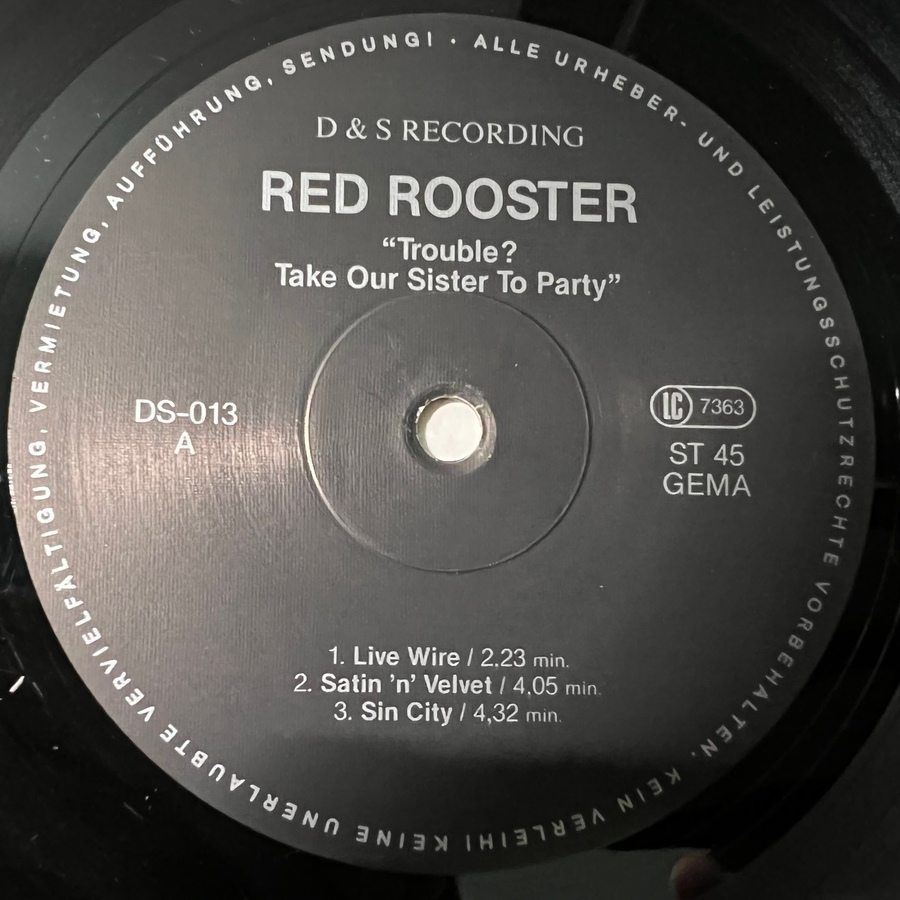 ALLE URHEBER- UND LEISTUNGSSCHUTZRECHTE VORBEHALTEN. KEIN VERLEIH! KEINE UNERLAUBTE VERVIELFÄLTIGUNG, VERMIETUNG, AUFFÜHRUNG, SENDUNG! ·
D & S RECORDING
RED ROOSTER
“Trouble?
Take Our Sister To Party”
DS-013
A
LC 7363
ST 45
GEMA
1. Live Wire / 2,23 min.
2. Satin ’n’ Velvet / 4,05 min.
3. Sin City / 4,32 min.